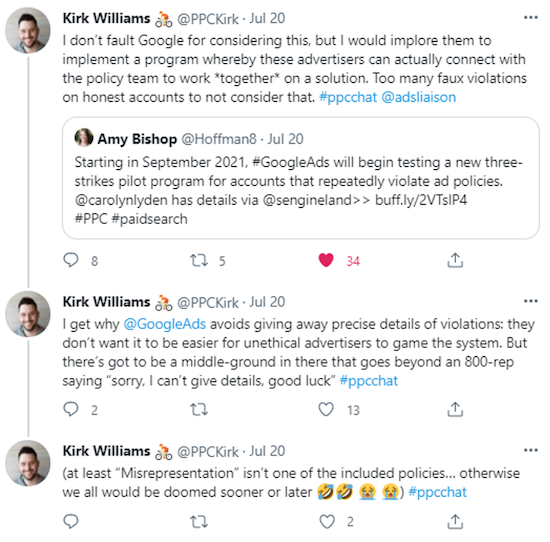 Kirk Williams 🚴 @PPCKirk · Jul 20
I don't fault Google for considering this, but I would implore them to
implement a program whereby these advertisers can actually connect with
the policy team to work *together* on a solution. Too many faux violations
on honest accounts to not consider that. #ppcchat @adsliaison
Amy Bishop @Hoffman8 · Jul 20
Starting in September 2021, #GoogleAds will begin testing a new three-
strikes pilot program for accounts that repeatedly violate ad policies.
@carolynlyden has details via @sengineland>> buff.ly/2VTslP4
#PPC #paidsearch
8 5 34
Kirk Williams 🚴 @PPCKirk · Jul 20
I get why @GoogleAds avoids giving away precise details of violations: they
don't want it to be easier for unethical advertisers to game the system. But
there's got to be a middle-ground in there that goes beyond an 800-rep
saying "sorry, I can't give details, good luck" #ppcchat
2 13
Kirk Williams 🚴 @PPCKirk · Jul 20
(at least "Misrepresentation" isn't one of the included policies... otherwise
we all would be doomed sooner or later 🤣🤣 😭 😭) #ppcchat
2